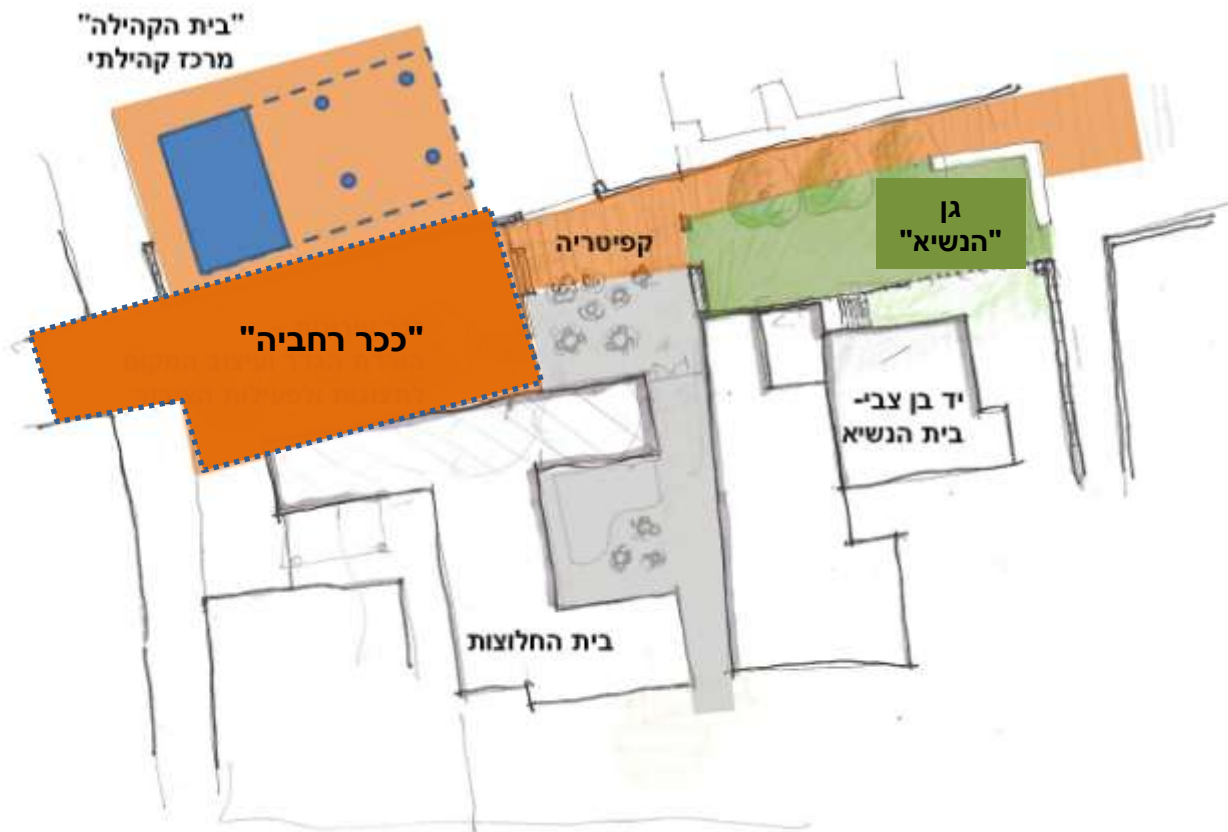 "בית הקהילה"
מרכז קהילתי
גן
"הנשיא"
קפיטריה
"ככר רחביה"
יד בן צבי-
בית הנשיא
בית החלוצות